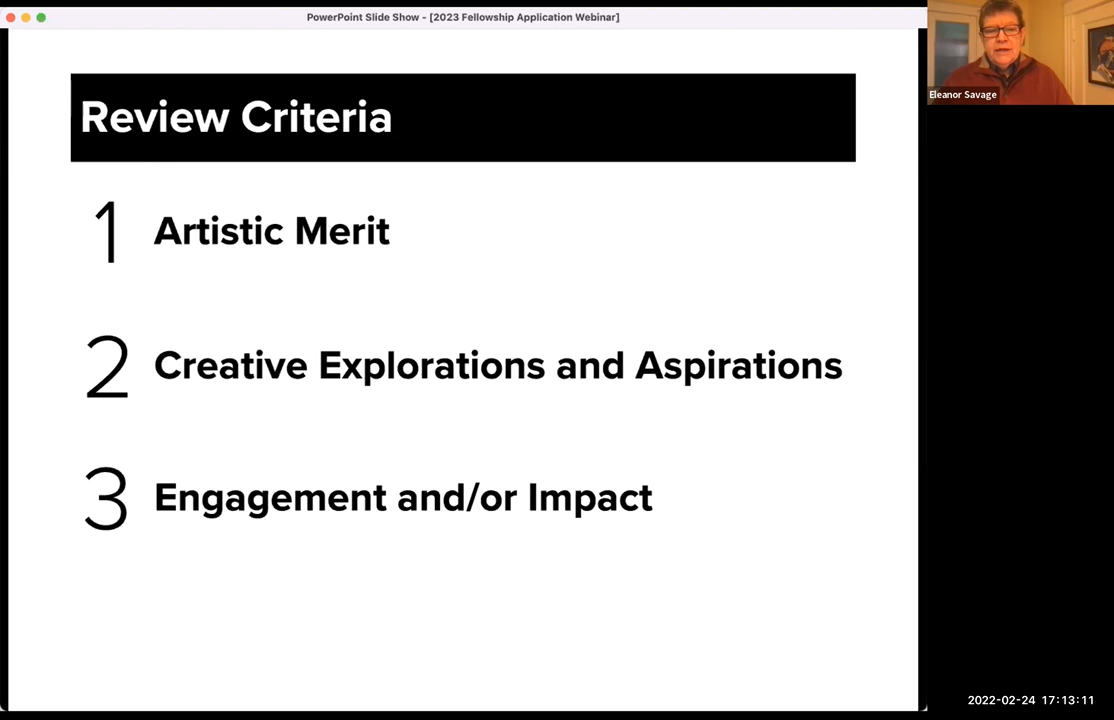 PowerPoint Slide Show - [2023 Fellowship Application Webinar]
Eleanor Savage
Review Criteria
1 Artistic Merit
2 Creative Explorations and Aspirations
3 Engagement and/or Impact
2022-02-24 17:13:11